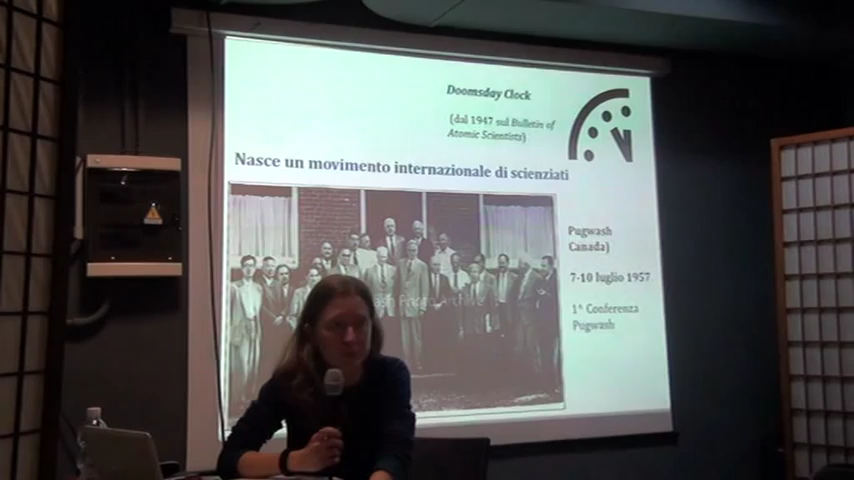 Doomsday Clock
(dal 1947 sul Bulletin of
Atomic Scientists)
Nasce un movimento internazionale di scienziati
Pugwash
Canada)
7-10 luglio 1957
1^ Conferenza
Pugwash